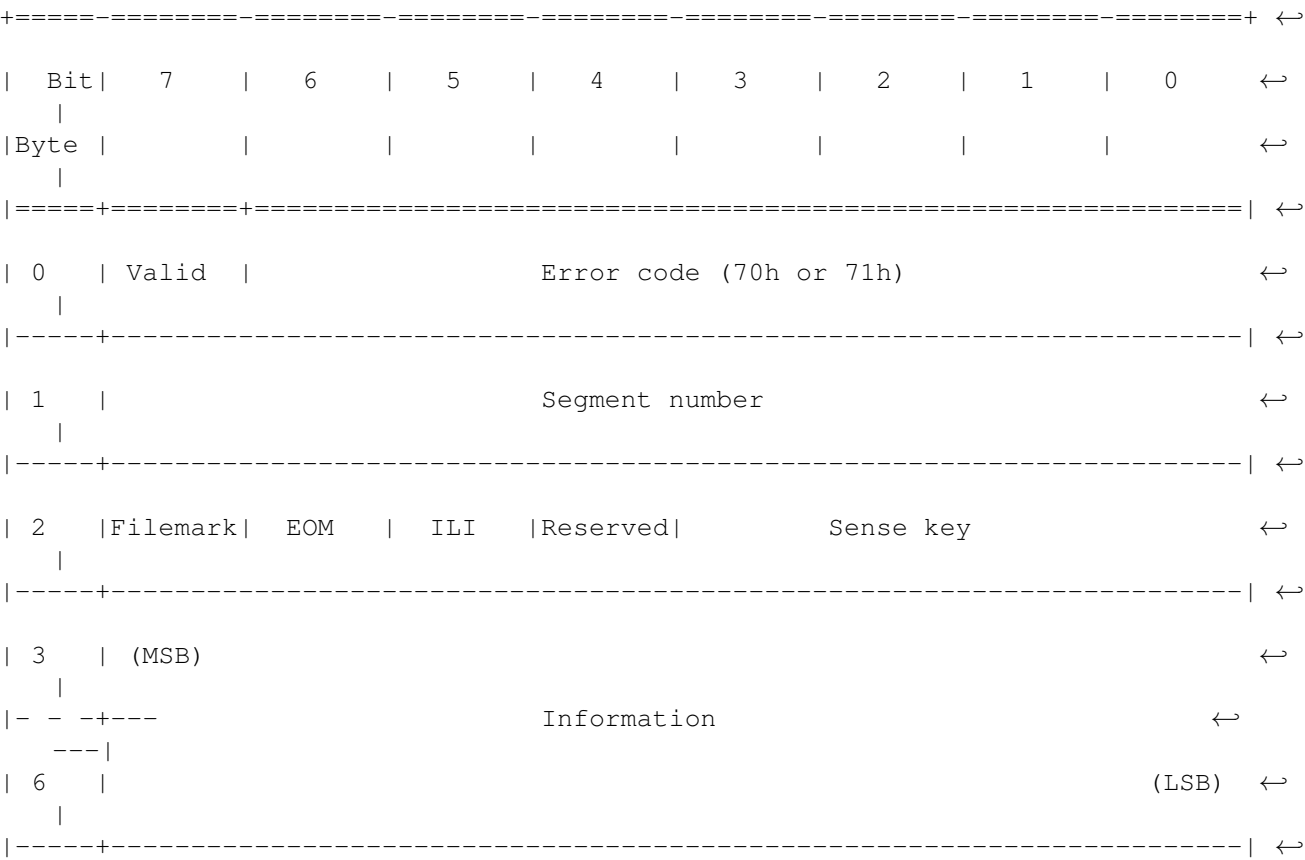 +=====-========-========-========-========-========-========-========-========+ ↩
| Bit| 7 | 6 | 5 | 4 | 3 | 2 | 1 | 0 ↩
|
|Byte | | | | | | | | ↩
|
|=====+========+==============================================================| ↩
| 0 | Valid | Error code (70h or 71h) ↩
|
|-----+-----------------------------------------------------------------------| ↩
| 1 | Segment number ↩
|
|-----+-----------------------------------------------------------------------| ↩
| 2 |Filemark| EOM | ILI |Reserved| Sense key ↩
|
|-----+-----------------------------------------------------------------------| ↩
| 3 | (MSB) ↩
|
|- - -+--- Information ↩
---|
| 6 | (LSB) ↩
|
|-----+-----------------------------------------------------------------------| ↩